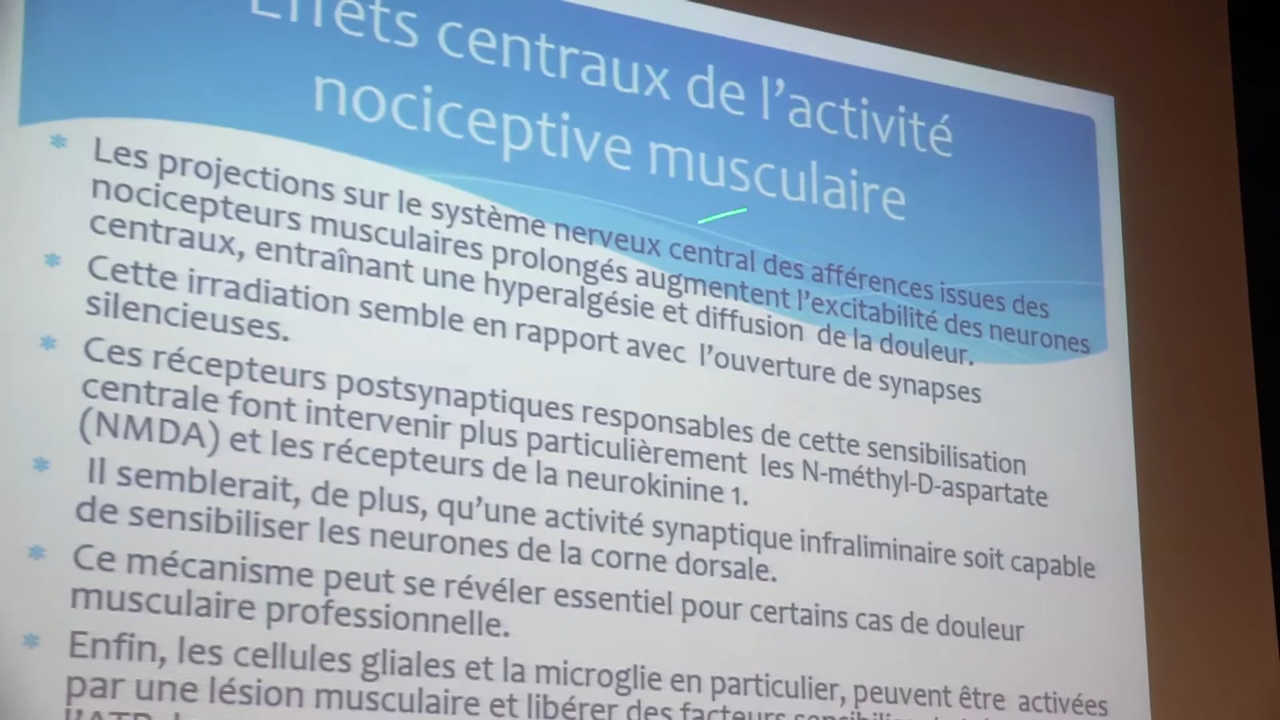 Effets centraux de l'activité
nociceptive musculaire
* Les projections sur le système nerveux central des afférences issues des
nocicepteurs musculaires prolongés augmentent l'excitabilité des neurones
centraux, entraînant une hyperalgésie et diffusion de la douleur.
* Cette irradiation semble en rapport avec l'ouverture de synapses
silencieuses.
* Ces récepteurs postsynaptiques responsables de cette sensibilisation
centrale font intervenir plus particulièrement les N-méthyl-D-aspartate
(NMDA) et les récepteurs de la neurokinine 1.
* Il semblerait, de plus, qu'une activité synaptique infraliminaire soit capable
de sensibiliser les neurones de la corne dorsale.
* Ce mécanisme peut se révéler essentiel pour certains cas de douleur
musculaire professionnelle.
* Enfin, les cellules gliales et la microglie en particulier, peuvent être activées
par une lésion musculaire et libérer des facteurs